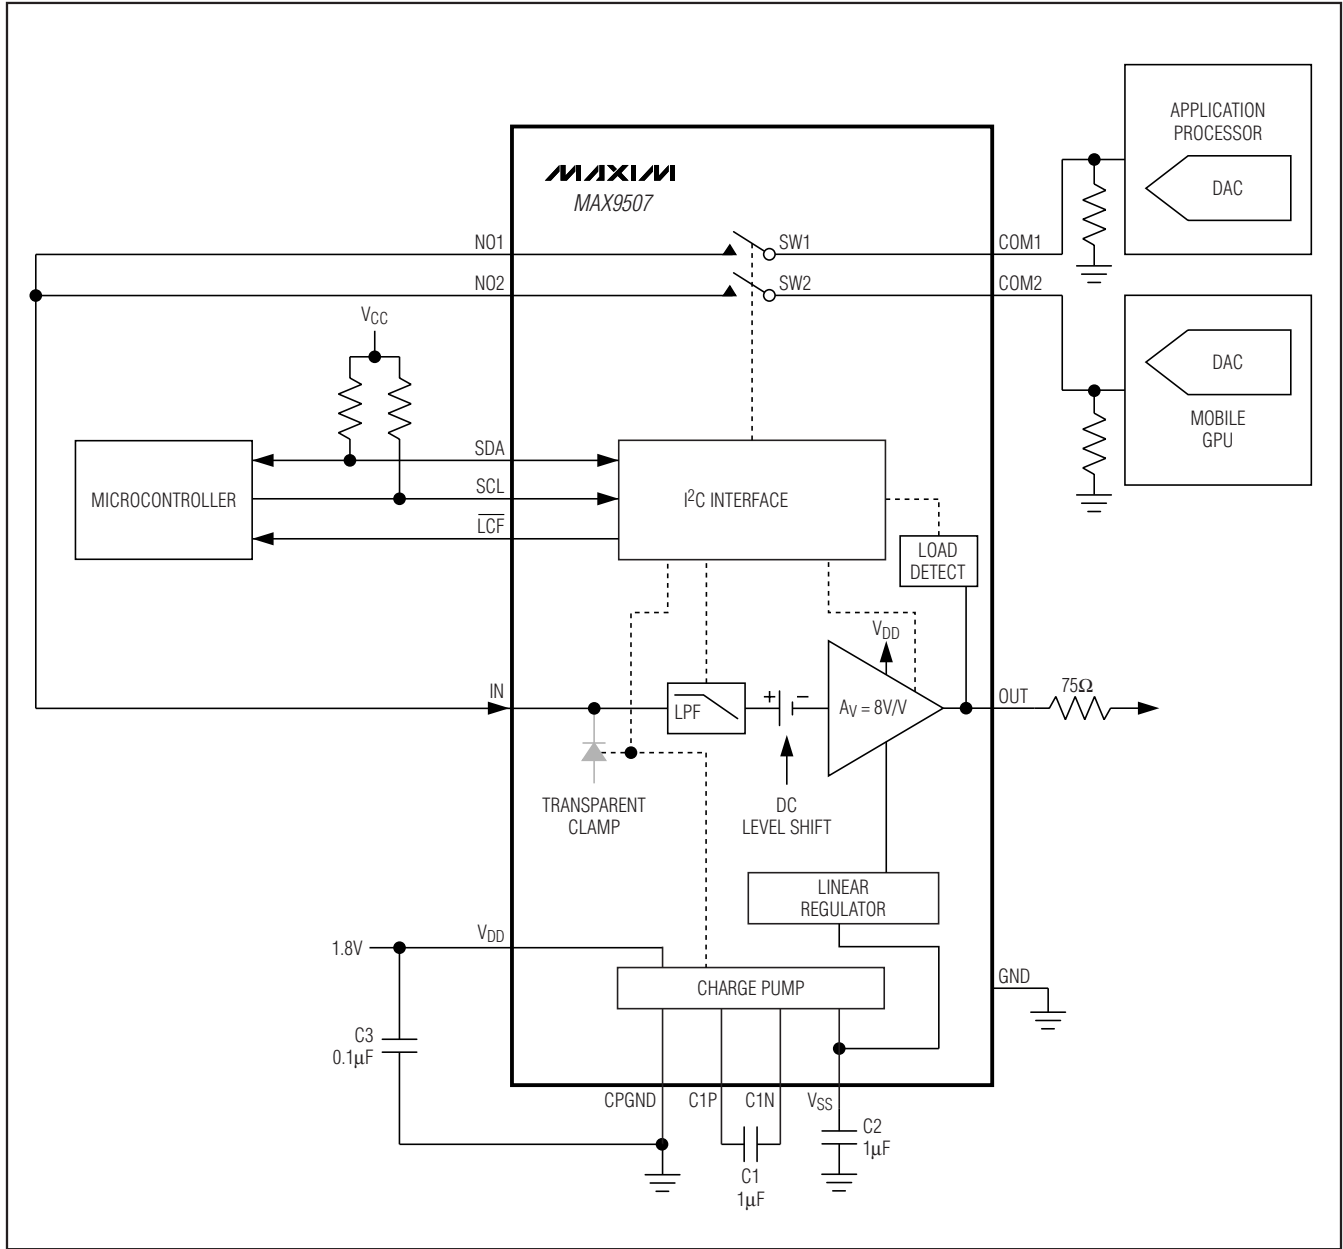 APPLICATION
PROCESSOR
DAC
MAXIM
MAX9507
NO1
SW1
COM1
NO2
SW2
COM2
VCC
DAC
MOBILE
GPU
SDA
SCL
LCF
MICROCONTROLLER
I²C INTERFACE
LOAD
DETECT
VDD
IN
LPF
+ −
AV = 8V/V
OUT
75Ω
TRANSPARENT
CLAMP
DC
LEVEL SHIFT
LINEAR
REGULATOR
1.8V
VDD
CHARGE PUMP
GND
C3
0.1µF
CPGND
C1P
C1N
VSS
C2
1µF
C1
1µF